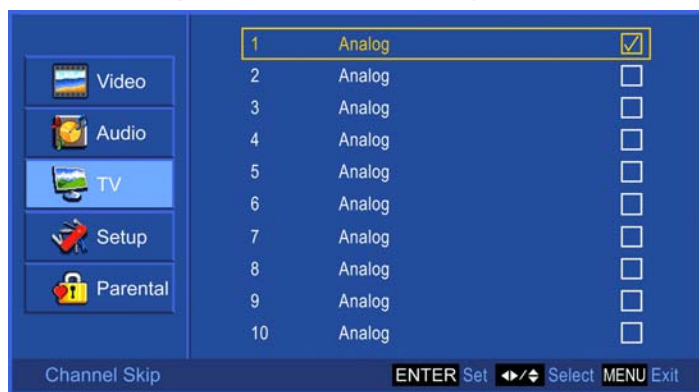 Video
Audio
TV
Setup
Parental
1 Analog
2 Analog
3 Analog
4 Analog
5 Analog
6 Analog
7 Analog
8 Analog
9 Analog
10 Analog
Channel Skip
ENTER Set Select MENU Exit